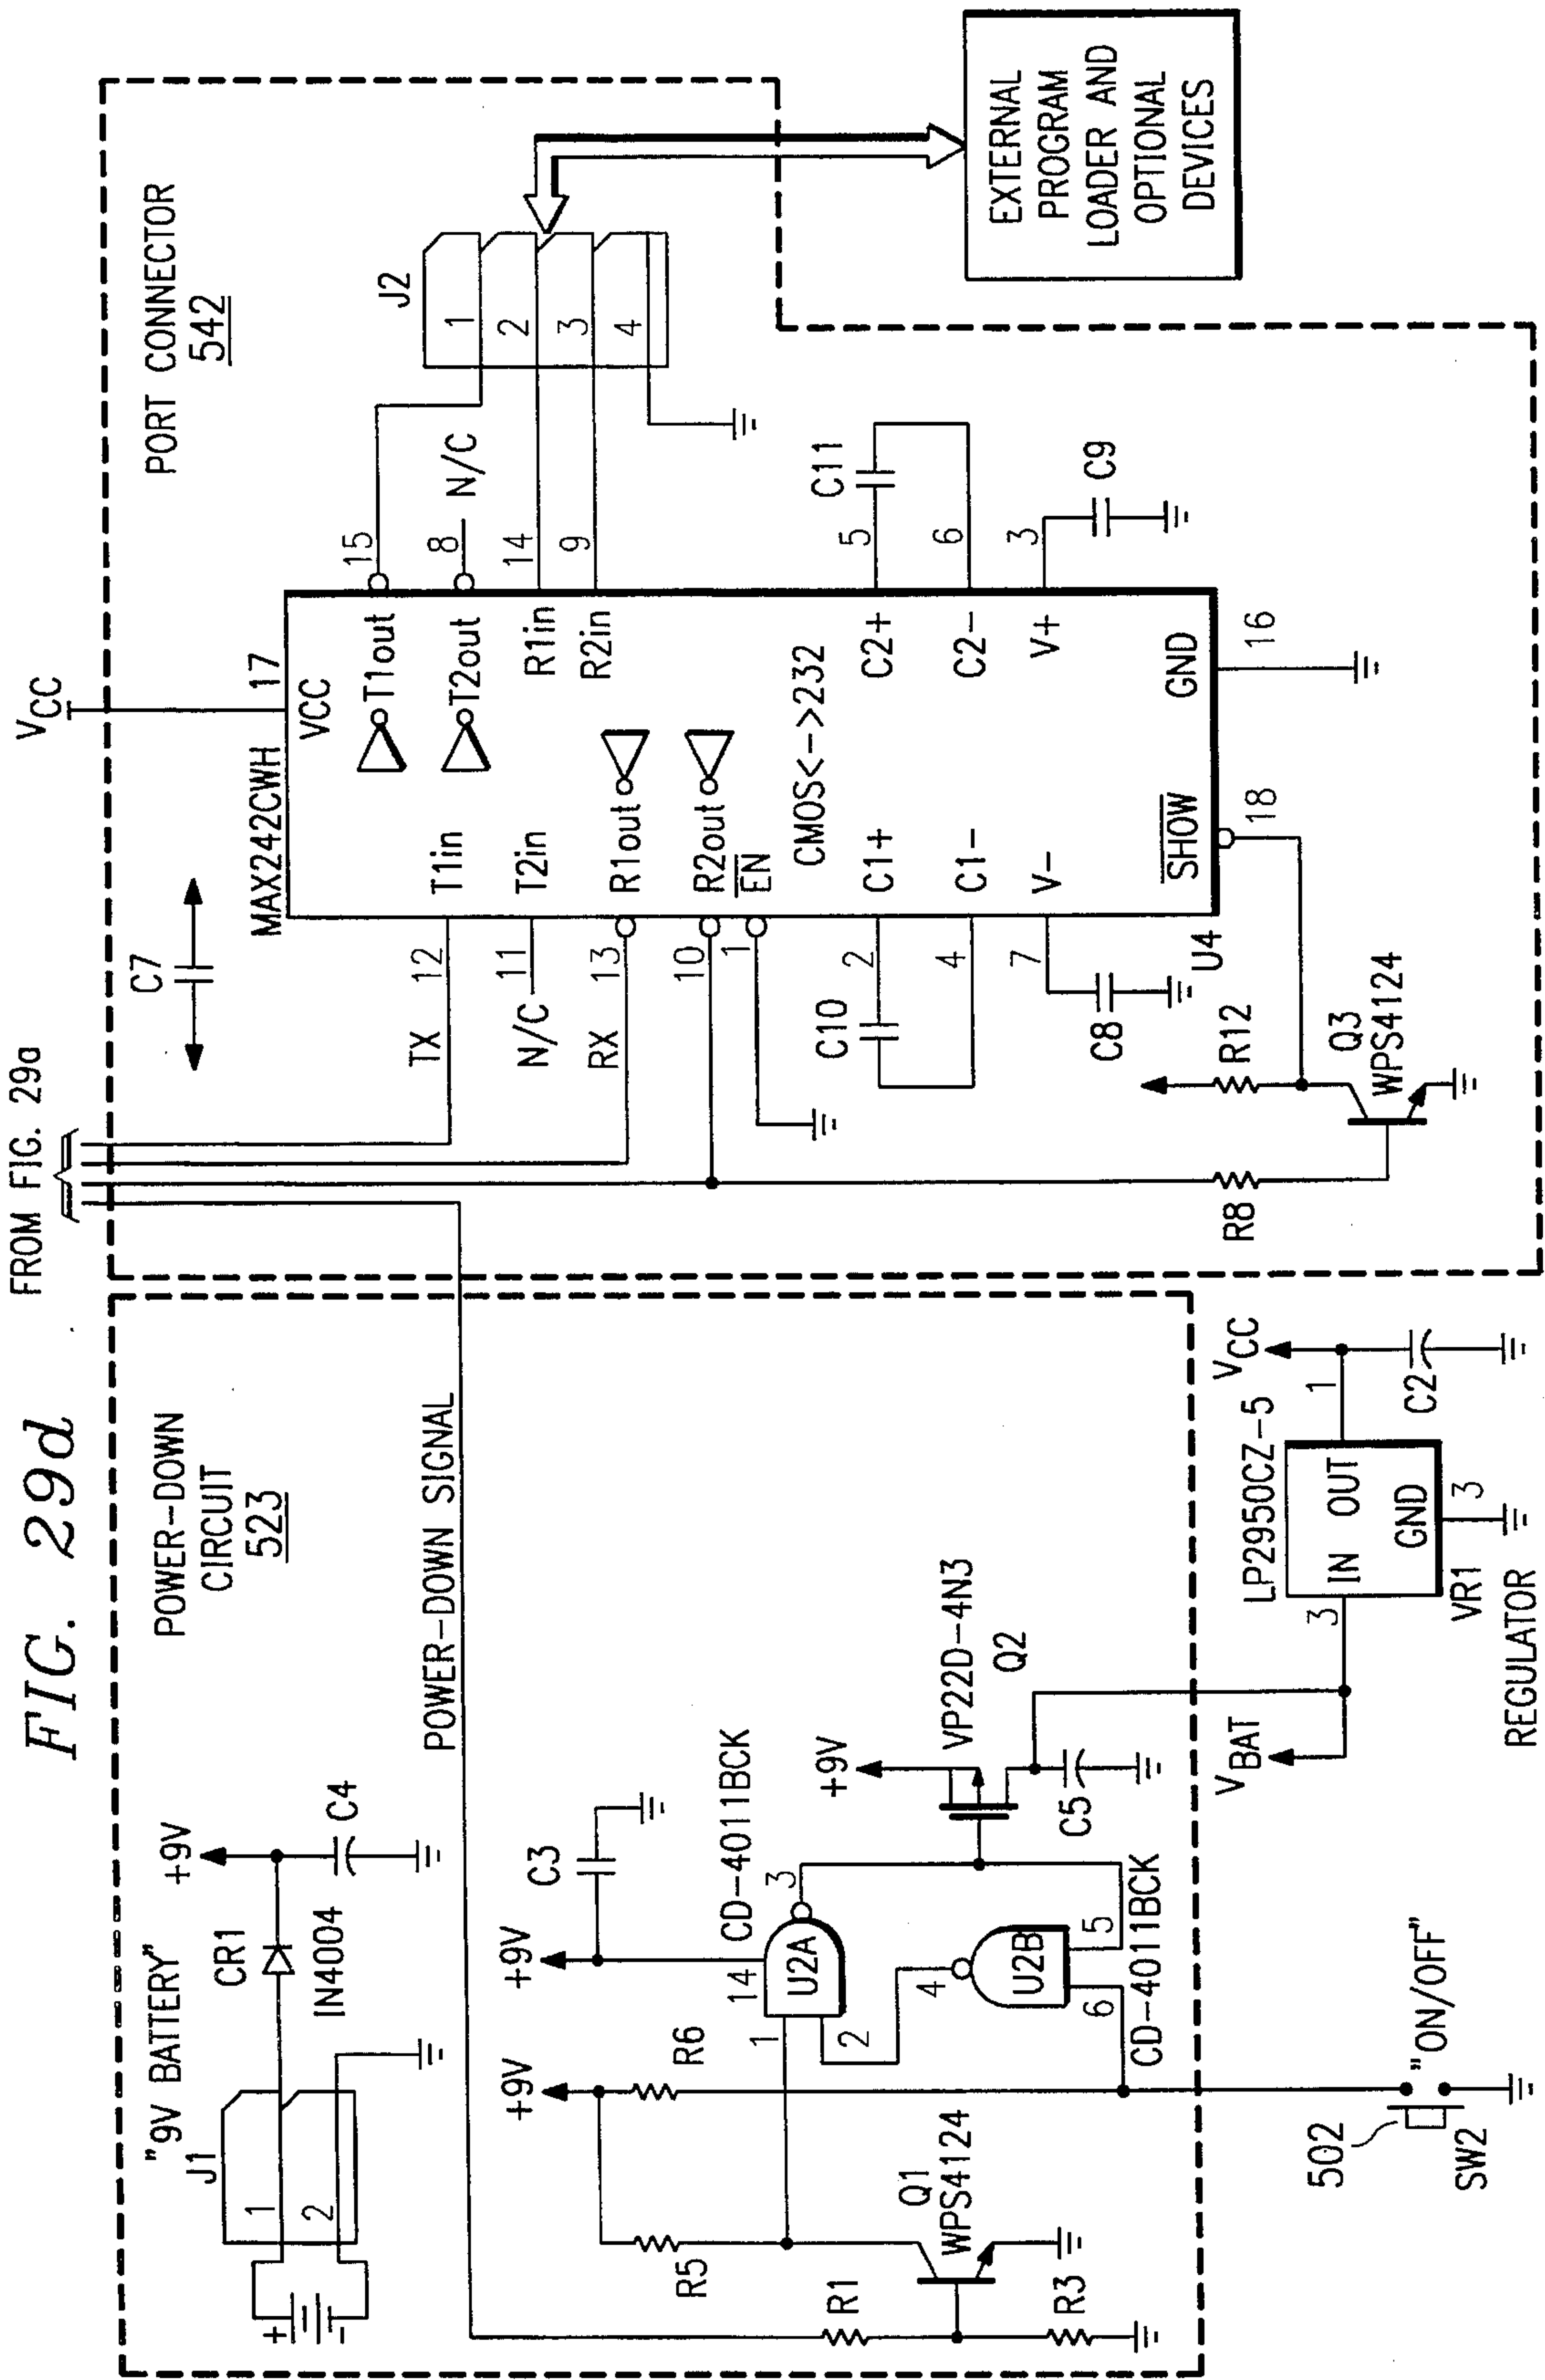 FIG. 29d
FROM FIG. 29a
POWER-DOWN
CIRCUIT
523
"9V BATTERY"
J1
1
2
+
-
CR1
IN4004
+9V
C4
POWER-DOWN SIGNAL
+9V
R5
R6
R1
R3
Q1
WPS4124
+9V
C3
CD-4011BCK
14
1
2
U2A
3
4
U2B
5
6
CD-4011BCK
+9V
VP22D-4N3
Q2
C5
502
SW2
"ON/OFF"
VBAT
LP2950CZ-5
3
IN OUT
GND
1
3
VR1
REGULATOR
VCC
C2
PORT CONNECTOR
542
VCC
C7
MAX242CWH
17
VCC
TX
12
T1in
N/C
11
T2in
RX
13
R1out
10
R2out
1
EN
T1out
15
T2out
8
N/C
R1in
14
R2in
9
CMOS<->232
C10
2
C1+
4
C1-
7
V-
C8
C2+
5
C11
C2-
6
V+
3
C9
GND
16
SHOW
18
U4
R12
Q3
WPS4124
R8
J2
1
2
3
4
EXTERNAL
PROGRAM
LOADER AND
OPTIONAL
DEVICES